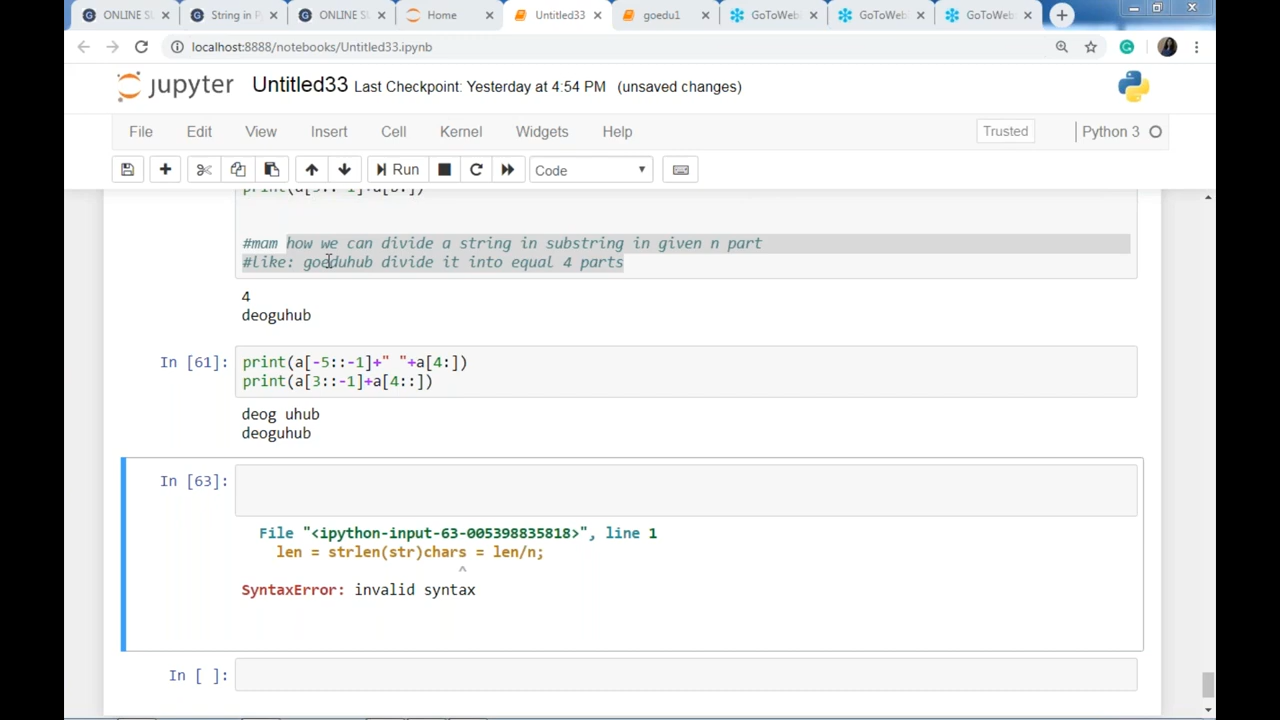 ONLINE SU
String in P
ONLINE SU
Home
Untitled33
goedu1
GoToWeb
GoToWeb
GoToWeb
localhost:8888/notebooks/Untitled33.ipynb
jupyter Untitled33 Last Checkpoint: Yesterday at 4:54 PM (unsaved changes)
File Edit View Insert Cell Kernel Widgets Help Trusted Python 3
Run Code
#mam how we can divide a string in substring in given n part
#like: goeduhub divide it into equal 4 parts
4
deoguhub
In [61]: print(a[-5::-1]+" "+a[4:])
print(a[3::-1]+a[4::])
deog uhub
deoguhub
In [63]:
File "<ipython-input-63-005398835818>", line 1
len = strlen(str)chars = len/n;
^
SyntaxError: invalid syntax
In [ ]: